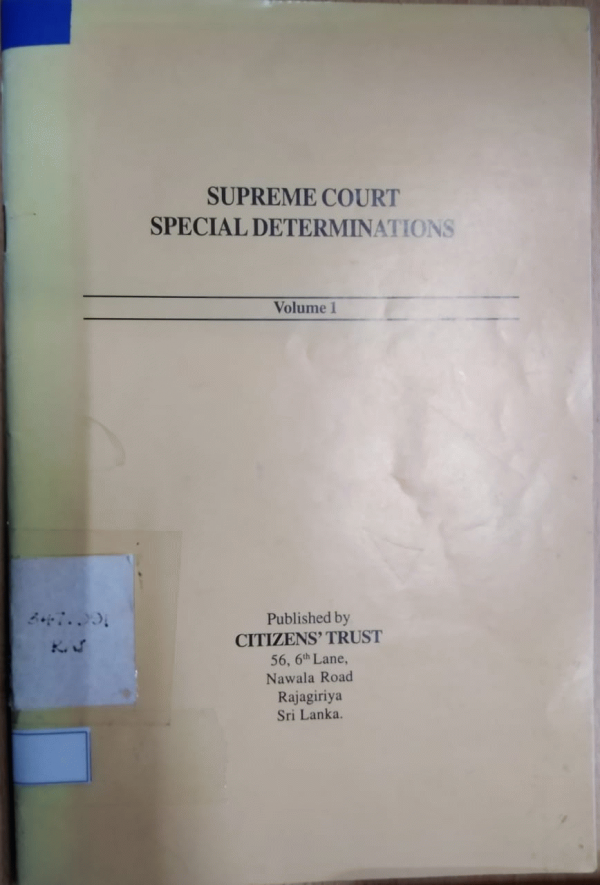 SUPREME COURT
SPECIAL DETERMINATIONS
Volume 1
Published by
CITIZENS' TRUST
56, 6th Lane,
Nawala Road
Rajagiriya
Sri Lanka.